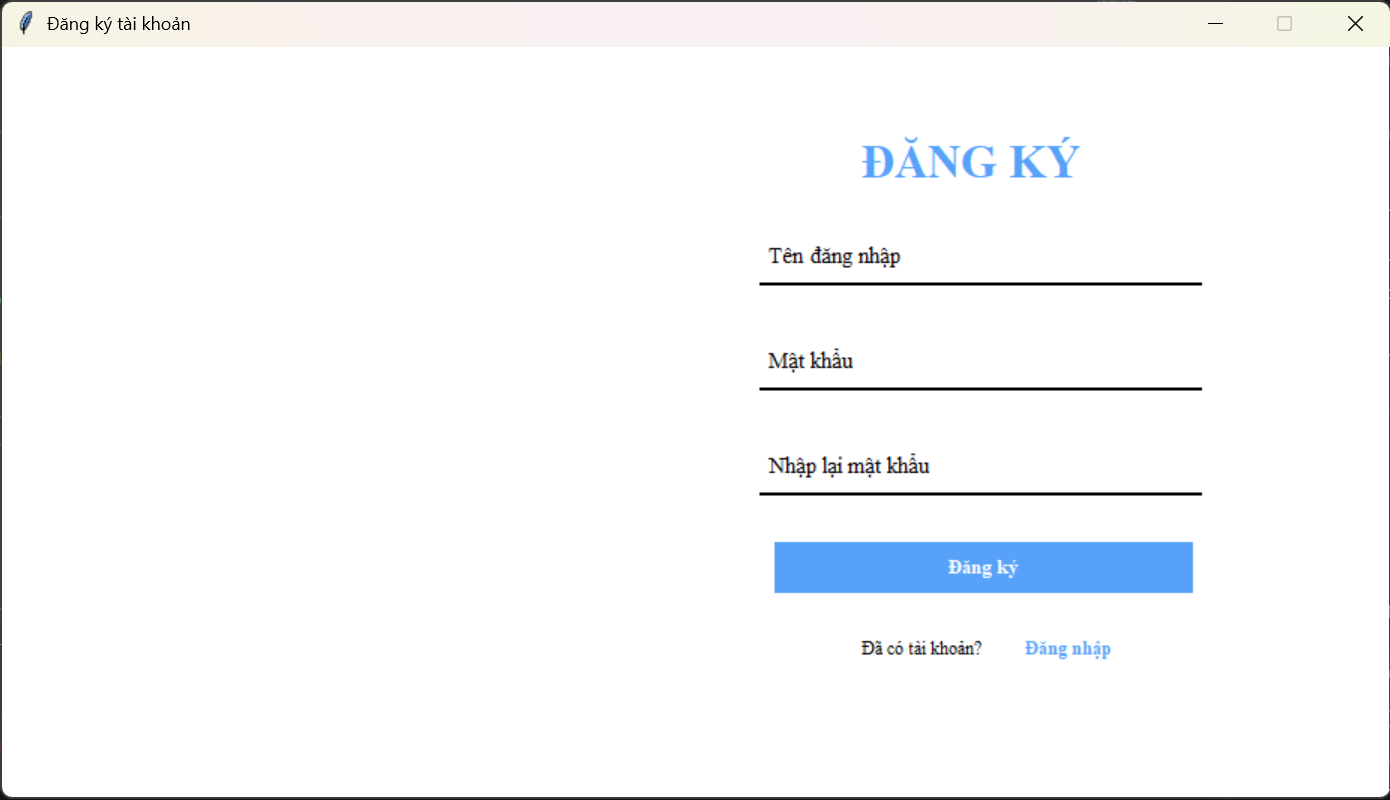 Đăng ký tài khoản
ĐĂNG KÝ
Tên đăng nhập
Mật khẩu
Nhập lại mật khẩu
Đăng ký
Đã có tài khoản? Đăng nhập